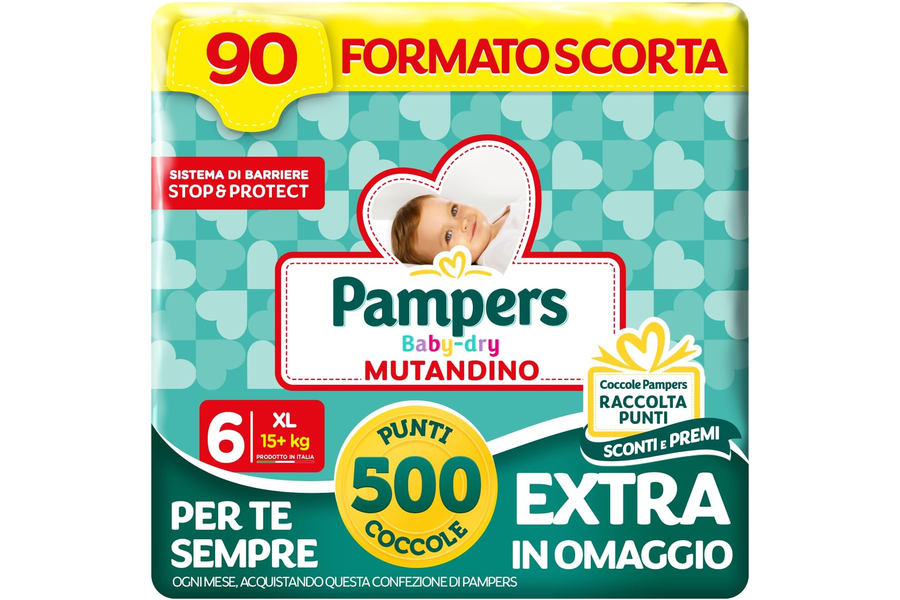 90 FORMATO SCORTA
SISTEMA DI BARRIERE
STOP & PROTECT
Pampers
Baby-dry
MUTANDINO
Coccole Pampers
RACCOLTA
PUNTI
SCONTI E PREMI
6 XL
15+ kg
PRODOTTO IN ITALIA
PUNTI
500
COCCOLE
EXTRA
IN OMAGGIO
PER TE
SEMPRE
OGNI MESE, ACQUISTANDO QUESTA CONFEZIONE DI PAMPERS